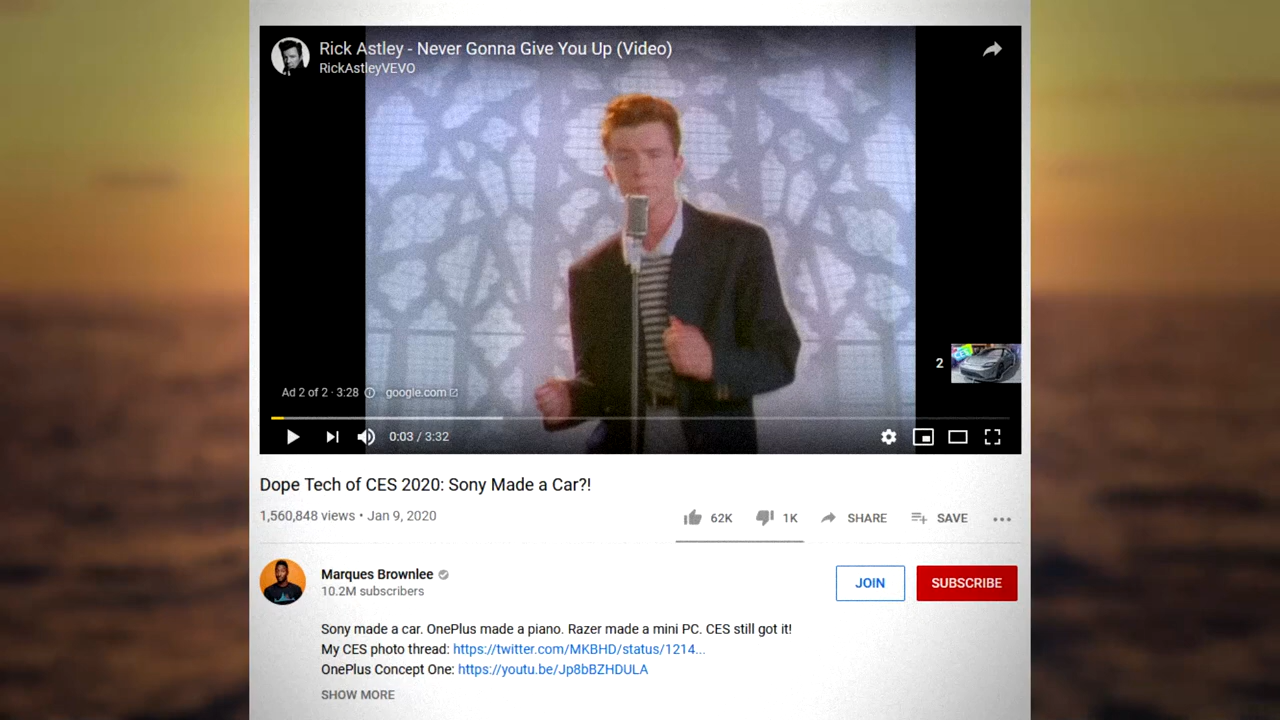 Rick Astley - Never Gonna Give You Up (Video)
RickAstleyVEVO
2
Ad 2 of 2 · 3:28 google.com
0:03 / 3:32
Dope Tech of CES 2020: Sony Made a Car?!
1,560,848 views • Jan 9, 2020
62K 1K SHARE SAVE
Marques Brownlee
10.2M subscribers
JOIN SUBSCRIBE
Sony made a car. OnePlus made a piano. Razer made a mini PC. CES still got it!
My CES photo thread: https://twitter.com/MKBHD/status/1214...
OnePlus Concept One: https://youtu.be/Jp8bBZHDULA
SHOW MORE